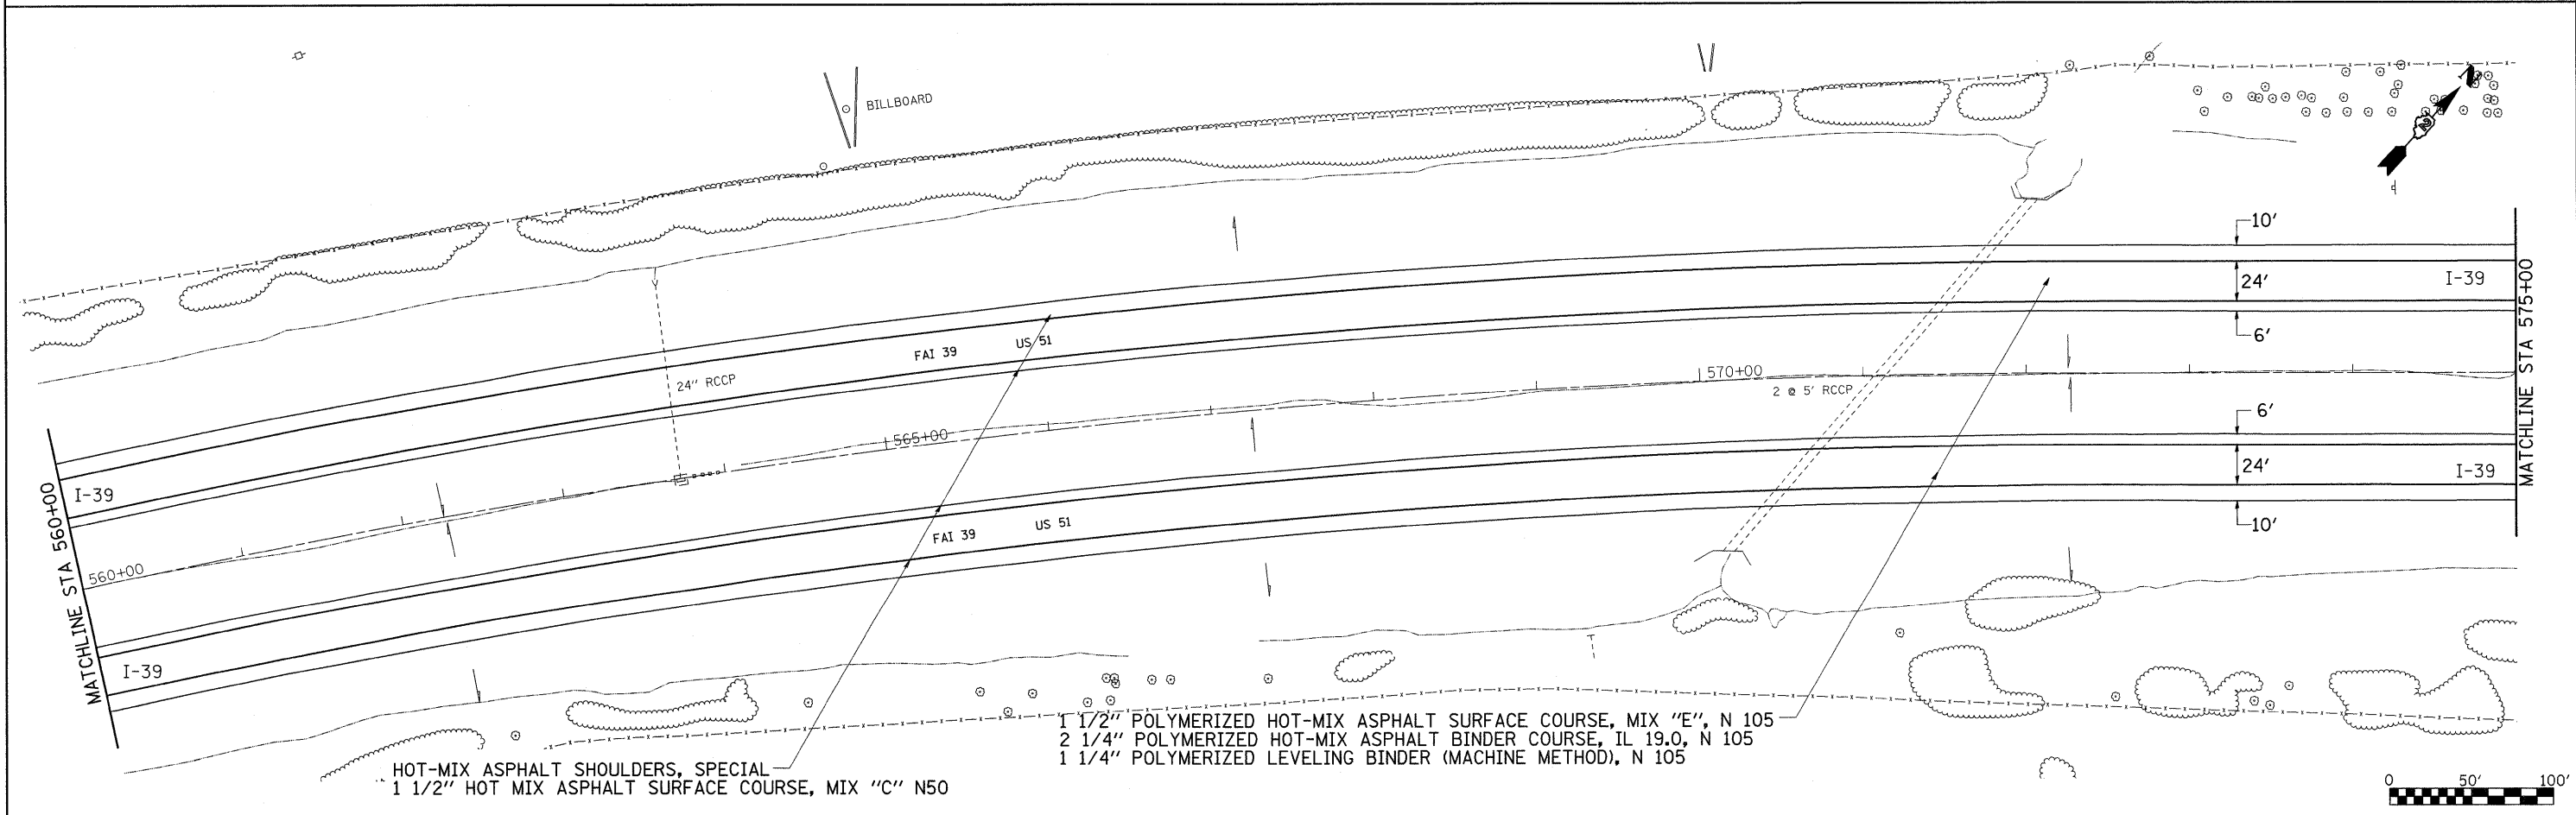 BILLBOARD
N
2
10'
24'
I-39
6'
FAI 39
US 51
24" RCCP
570+00
2 @ 5' RCCP
565+00
6'
I-39
24'
I-39
US 51
FAI 39
10'
560+00
MATCHLINE STA 560+00
MATCHLINE STA 575+00
I-39
1 1/2" POLYMERIZED HOT-MIX ASPHALT SURFACE COURSE, MIX "E", N 105
2 1/4" POLYMERIZED HOT-MIX ASPHALT BINDER COURSE, IL 19.0, N 105
1 1/4" POLYMERIZED LEVELING BINDER (MACHINE METHOD), N 105
HOT-MIX ASPHALT SHOULDERS, SPECIAL
1 1/2" HOT MIX ASPHALT SURFACE COURSE, MIX "C" N50
0 50' 100'